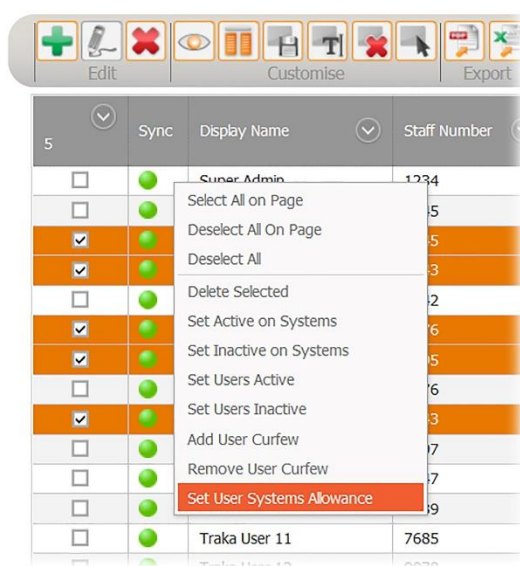 Edit
Customise
Export
5
Sync
Display Name
Staff Number
Super Admin
1234
Select All on Page
Deselect All On Page
Deselect All
Delete Selected
Set Active on Systems
Set Inactive on Systems
Set Users Active
Set Users Inactive
Add User Curfew
Remove User Curfew
Set User Systems Allowance
Traka User 11
7685